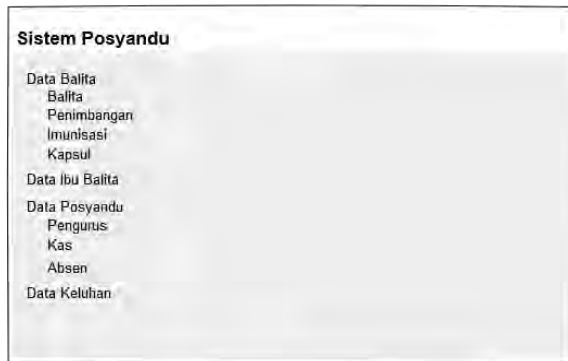 Sistem Posyandu
Data Balita
Balita
Penimbangan
Imunisasi
Kapsul
Data Ibu Balita
Data Posyandu
Pengurus
Kas
Absen
Data Keluhan